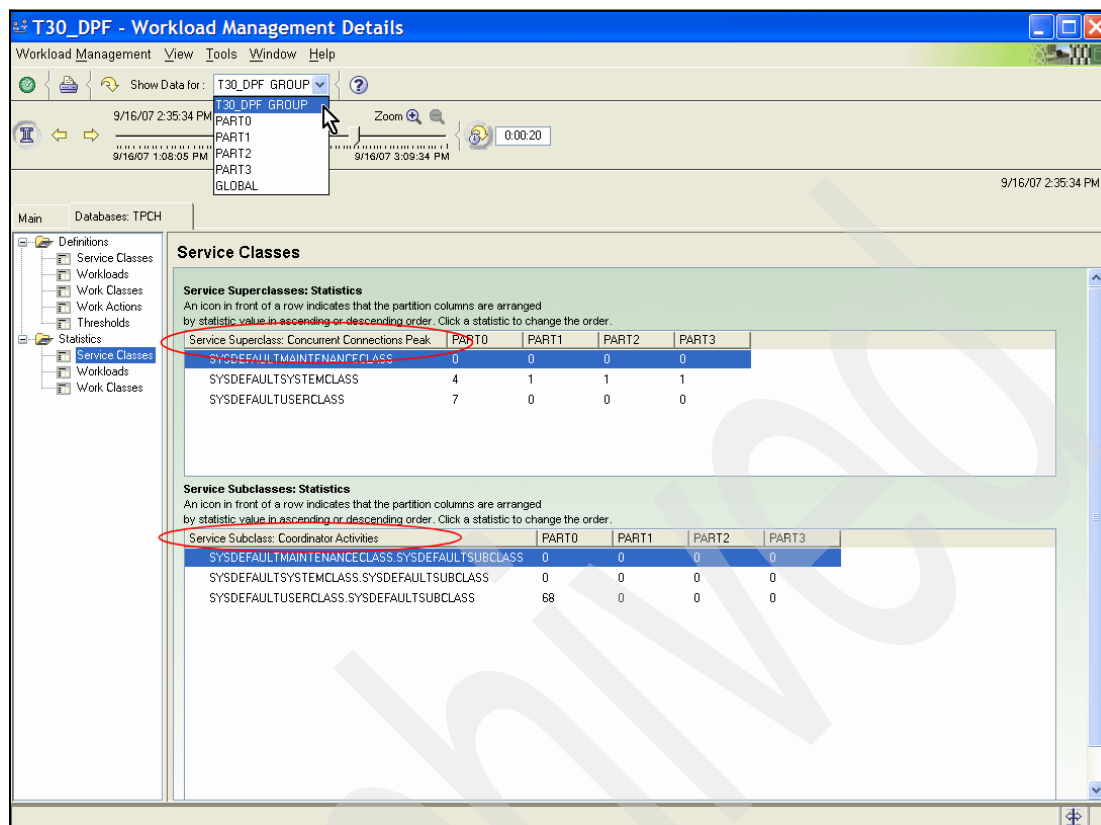 T30_DPF - Workload Management Details
Workload Management View Tools Window Help
Show Data for: T30_DPF GROUP
T30_DPF GROUP
PART0
PART1
PART2
PART3
GLOBAL
9/16/07 2:35:34 PM
Zoom
0:00:20
9/16/07 1:08:05 PM
9/16/07 3:09:34 PM
9/16/07 2:35:34 PM
Main Databases: TPCH
Definitions
Service Classes
Workloads
Work Classes
Work Actions
Thresholds
Statistics
Service Classes
Workloads
Work Classes
Service Classes
Service Superclasses: Statistics
An icon in front of a row indicates that the partition columns are arranged
by statistic value in ascending or descending order. Click a statistic to change the order.
Service Superclass: Concurrent Connections Peak PART0 PART1 PART2 PART3
SYSDEFAULTMAINTENANCECLASS 0 0 0 0
SYSDEFAULTSYSTEMCLASS 4 1 1 1
SYSDEFAULTUSERCLASS 7 0 0 0
Service Subclasses: Statistics
An icon in front of a row indicates that the partition columns are arranged
by statistic value in ascending or descending order. Click a statistic to change the order.
Service Subclass: Coordinator Activities PART0 PART1 PART2 PART3
SYSDEFAULTMAINTENANCECLASS.SYSDEFAULTSUBCLASS 0 0 0 0
SYSDEFAULTSYSTEMCLASS.SYSDEFAULTSUBCLASS 0 0 0 0
SYSDEFAULTUSERCLASS.SYSDEFAULTSUBCLASS 68 0 0 0